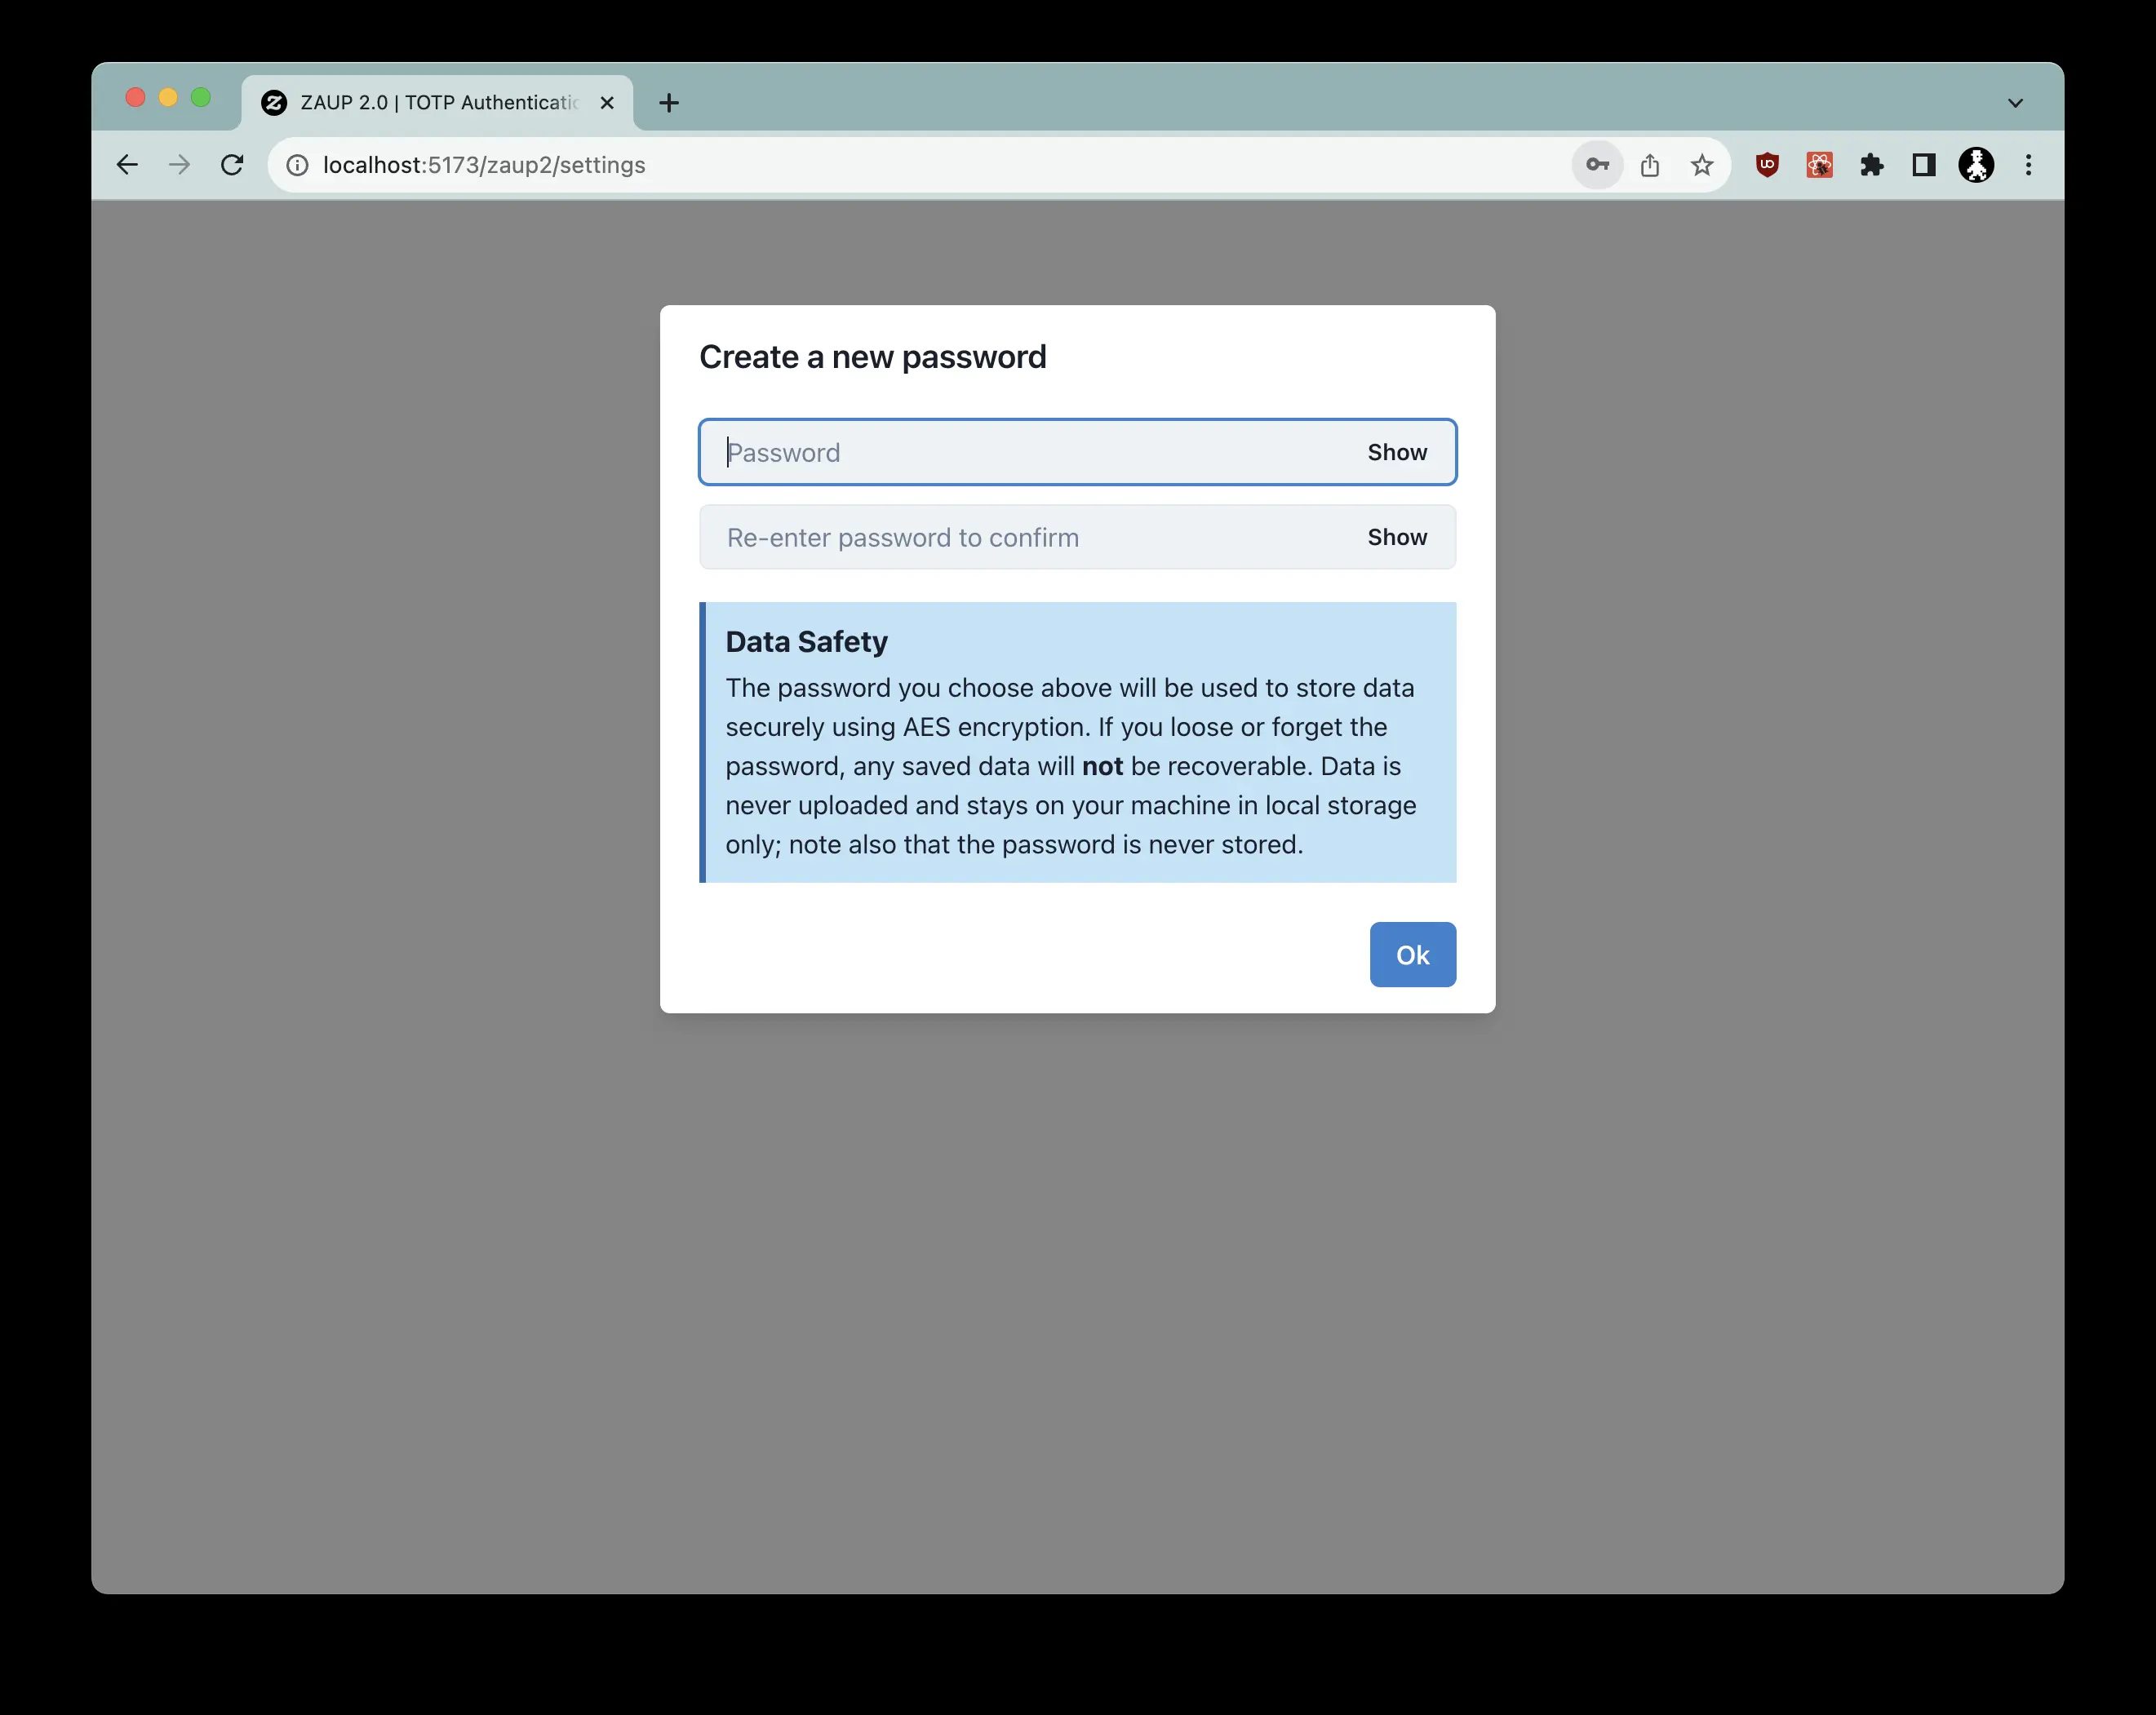 ZAUP 2.0 | TOTP Authenticatic
localhost:5173/zaup2/settings
Create a new password
Password Show
Re-enter password to confirm Show
Data Safety
The password you choose above will be used to store data
securely using AES encryption. If you loose or forget the
password, any saved data will not be recoverable. Data is
never uploaded and stays on your machine in local storage
only; note also that the password is never stored.
Ok